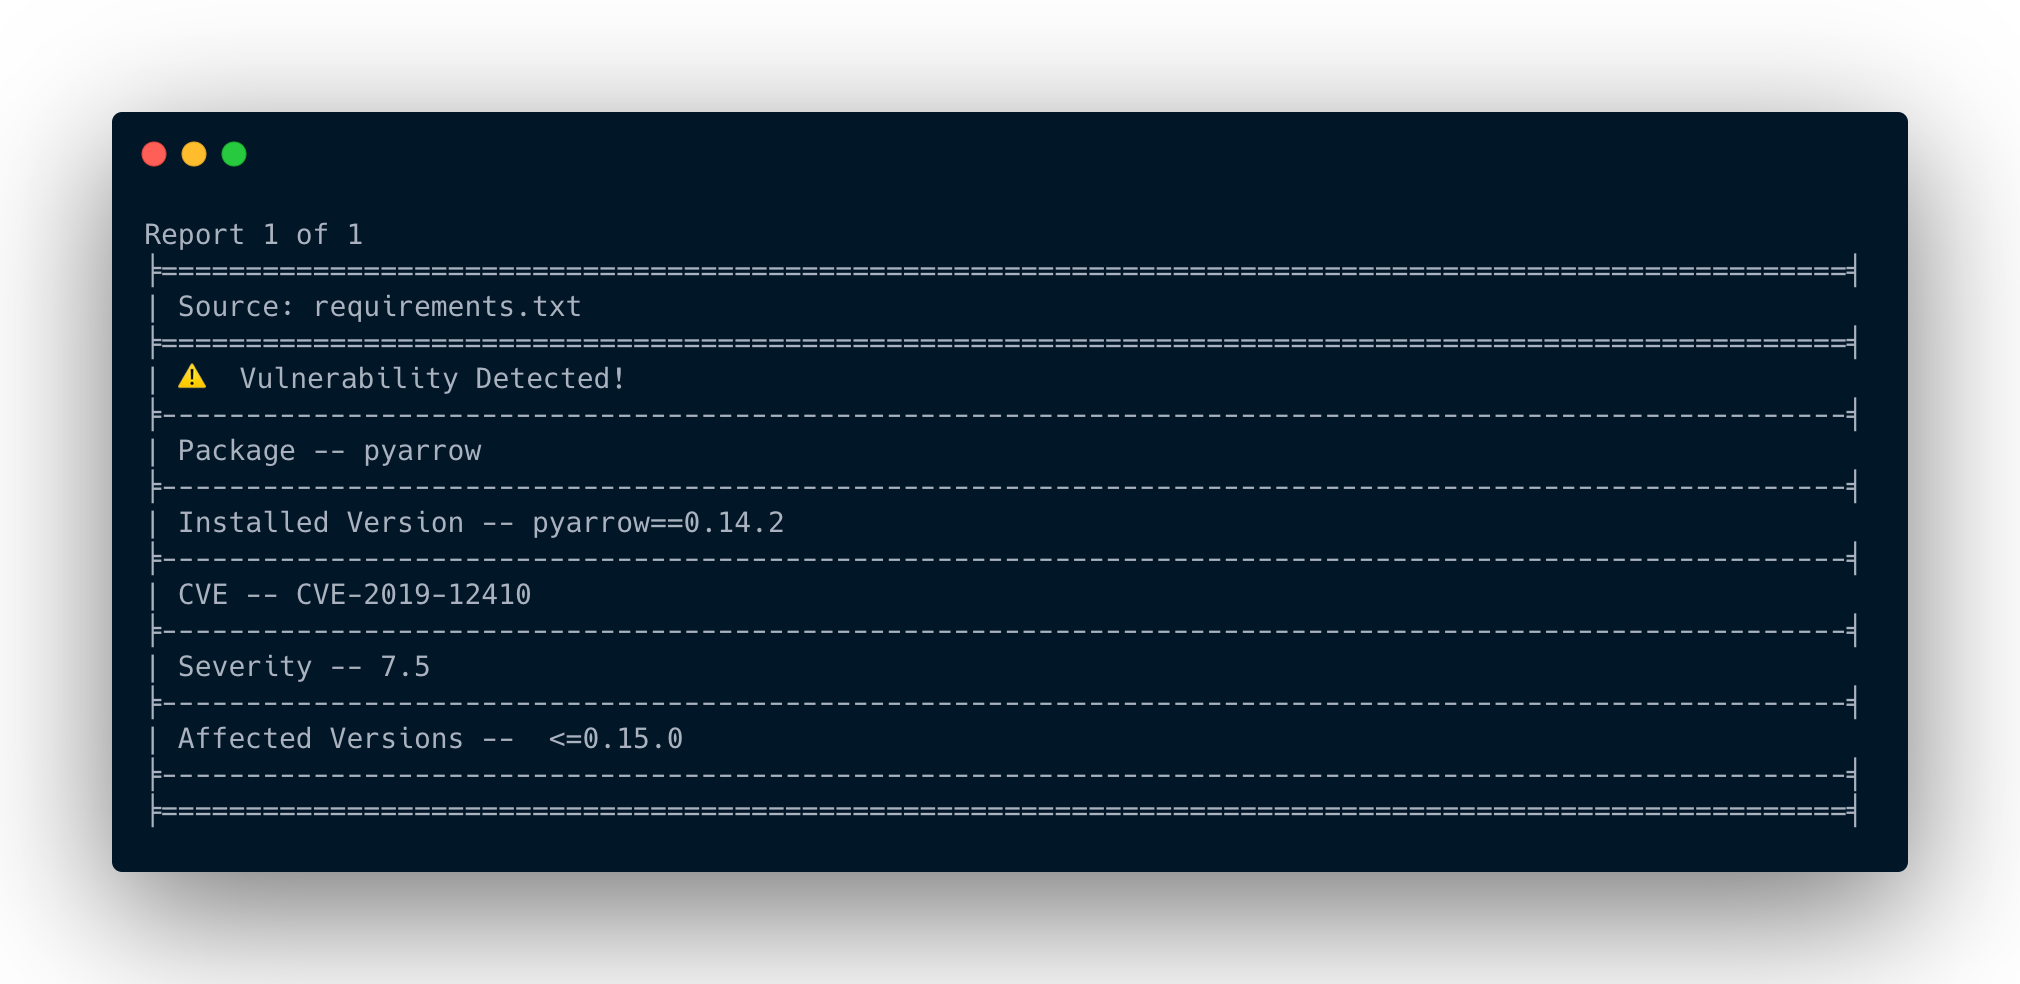 Report 1 of 1
╞====================================================================================================╡
| Source: requirements.txt
╞====================================================================================================╡
| ⚠️  Vulnerability Detected!
╞----------------------------------------------------------------------------------------------------╡
| Package -- pyarrow
╞----------------------------------------------------------------------------------------------------╡
| Installed Version -- pyarrow==0.14.2
╞----------------------------------------------------------------------------------------------------╡
| CVE -- CVE-2019-12410
╞----------------------------------------------------------------------------------------------------╡
| Severity -- 7.5
╞----------------------------------------------------------------------------------------------------╡
| Affected Versions --  <=0.15.0
╞----------------------------------------------------------------------------------------------------╡
╞====================================================================================================╡